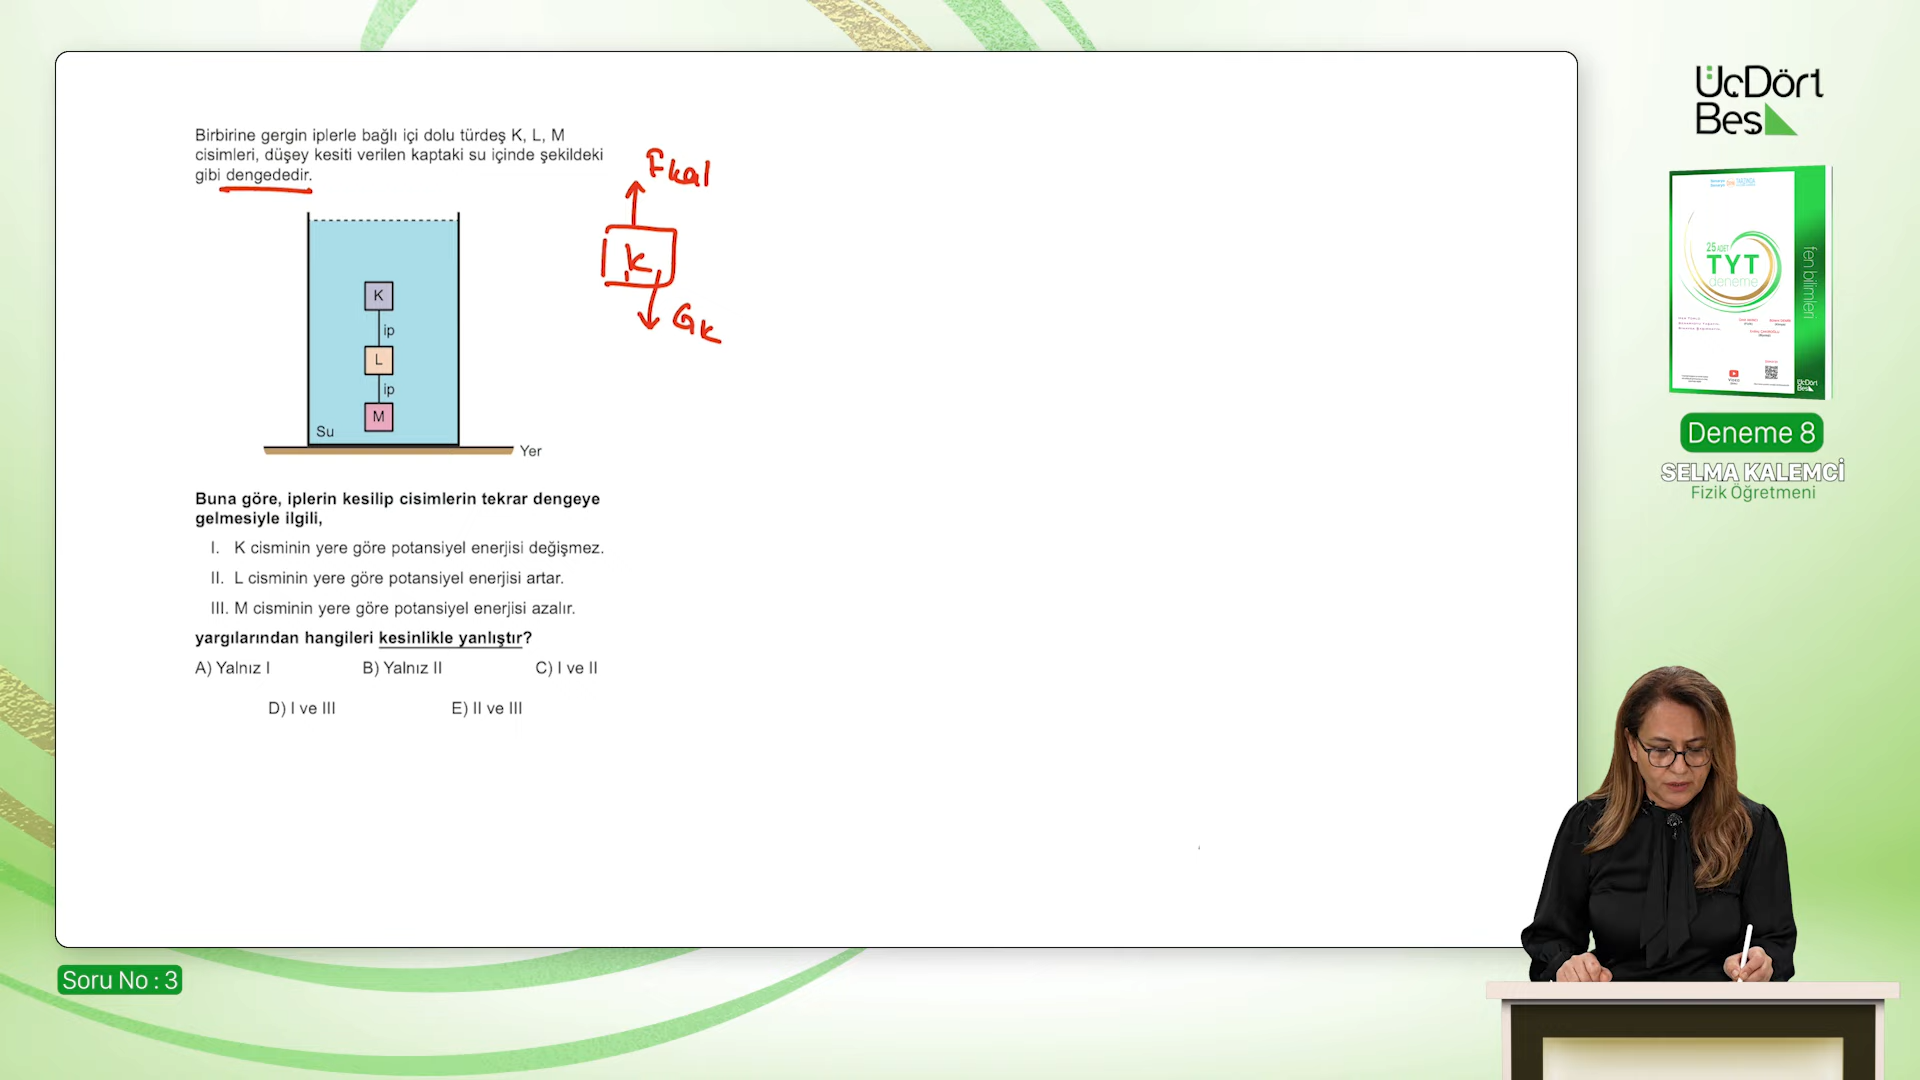 ÜçDört
Beş
Birbirine gergin iplerle bağlı içi dolu türdeş K, L, M
cisimleri, düşey kesiti verilen kaptaki su içinde şekildeki
gibi dengededir.
Fkal
K
GK
K
ip
L
ip
M
Su
Yer
Buna göre, iplerin kesilip cisimlerin tekrar dengeye
gelmesiyle ilgili,
I. K cisminin yere göre potansiyel enerjisi değişmez.
II. L cisminin yere göre potansiyel enerjisi artar.
III. M cisminin yere göre potansiyel enerjisi azalır.
yargılarından hangileri kesinlikle yanlıştır?
A) Yalnız I B) Yalnız II C) I ve II
D) I ve III E) II ve III
25 ADET
TYT
deneme
fen bilimleri
ÜçDört
Beş
Deneme 8
SELMA KALEMCİ
Fizik Öğretmeni
Soru No : 3